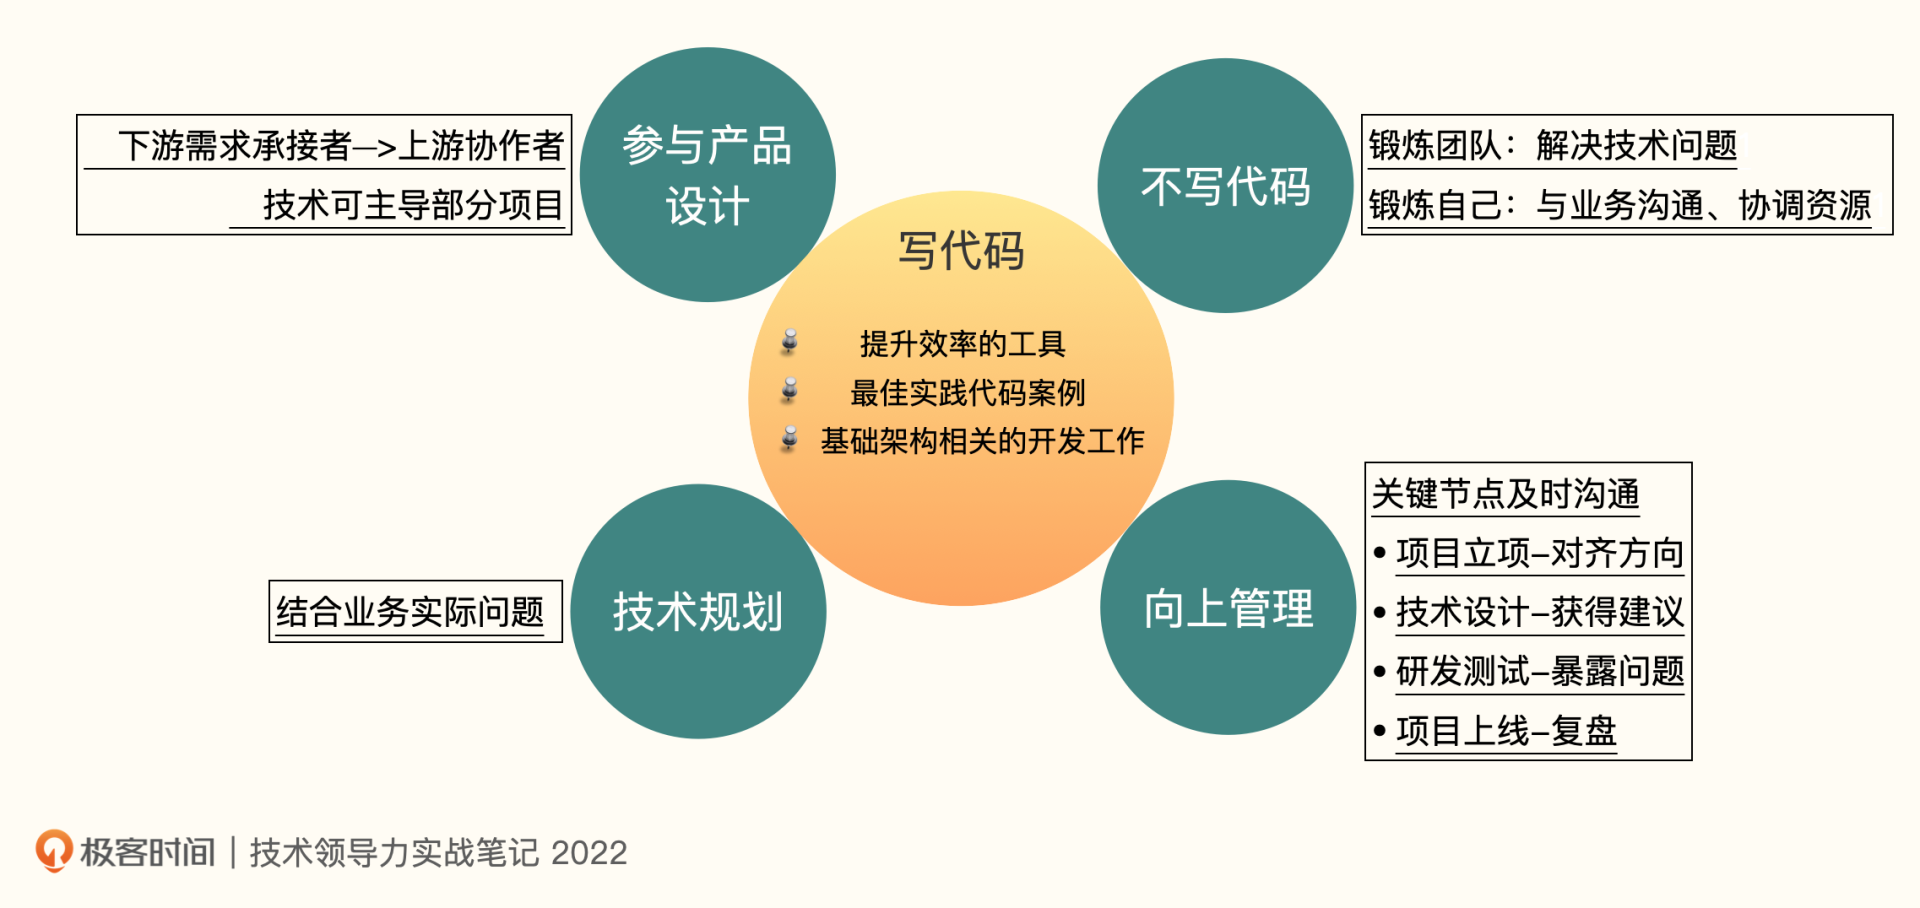 下游需求承接者—>上游协作者
技术可主导部分项目
参与产品
设计
不写代码
锻炼团队：解决技术问题
锻炼自己：与业务沟通、协调资源
写代码
提升效率的工具
最佳实践代码案例
基础架构相关的开发工作
结合业务实际问题
技术规划
向上管理
关键节点及时沟通
• 项目立项–对齐方向
• 技术设计–获得建议
• 研发测试–暴露问题
• 项目上线–复盘
极客时间｜技术领导力实战笔记 2022